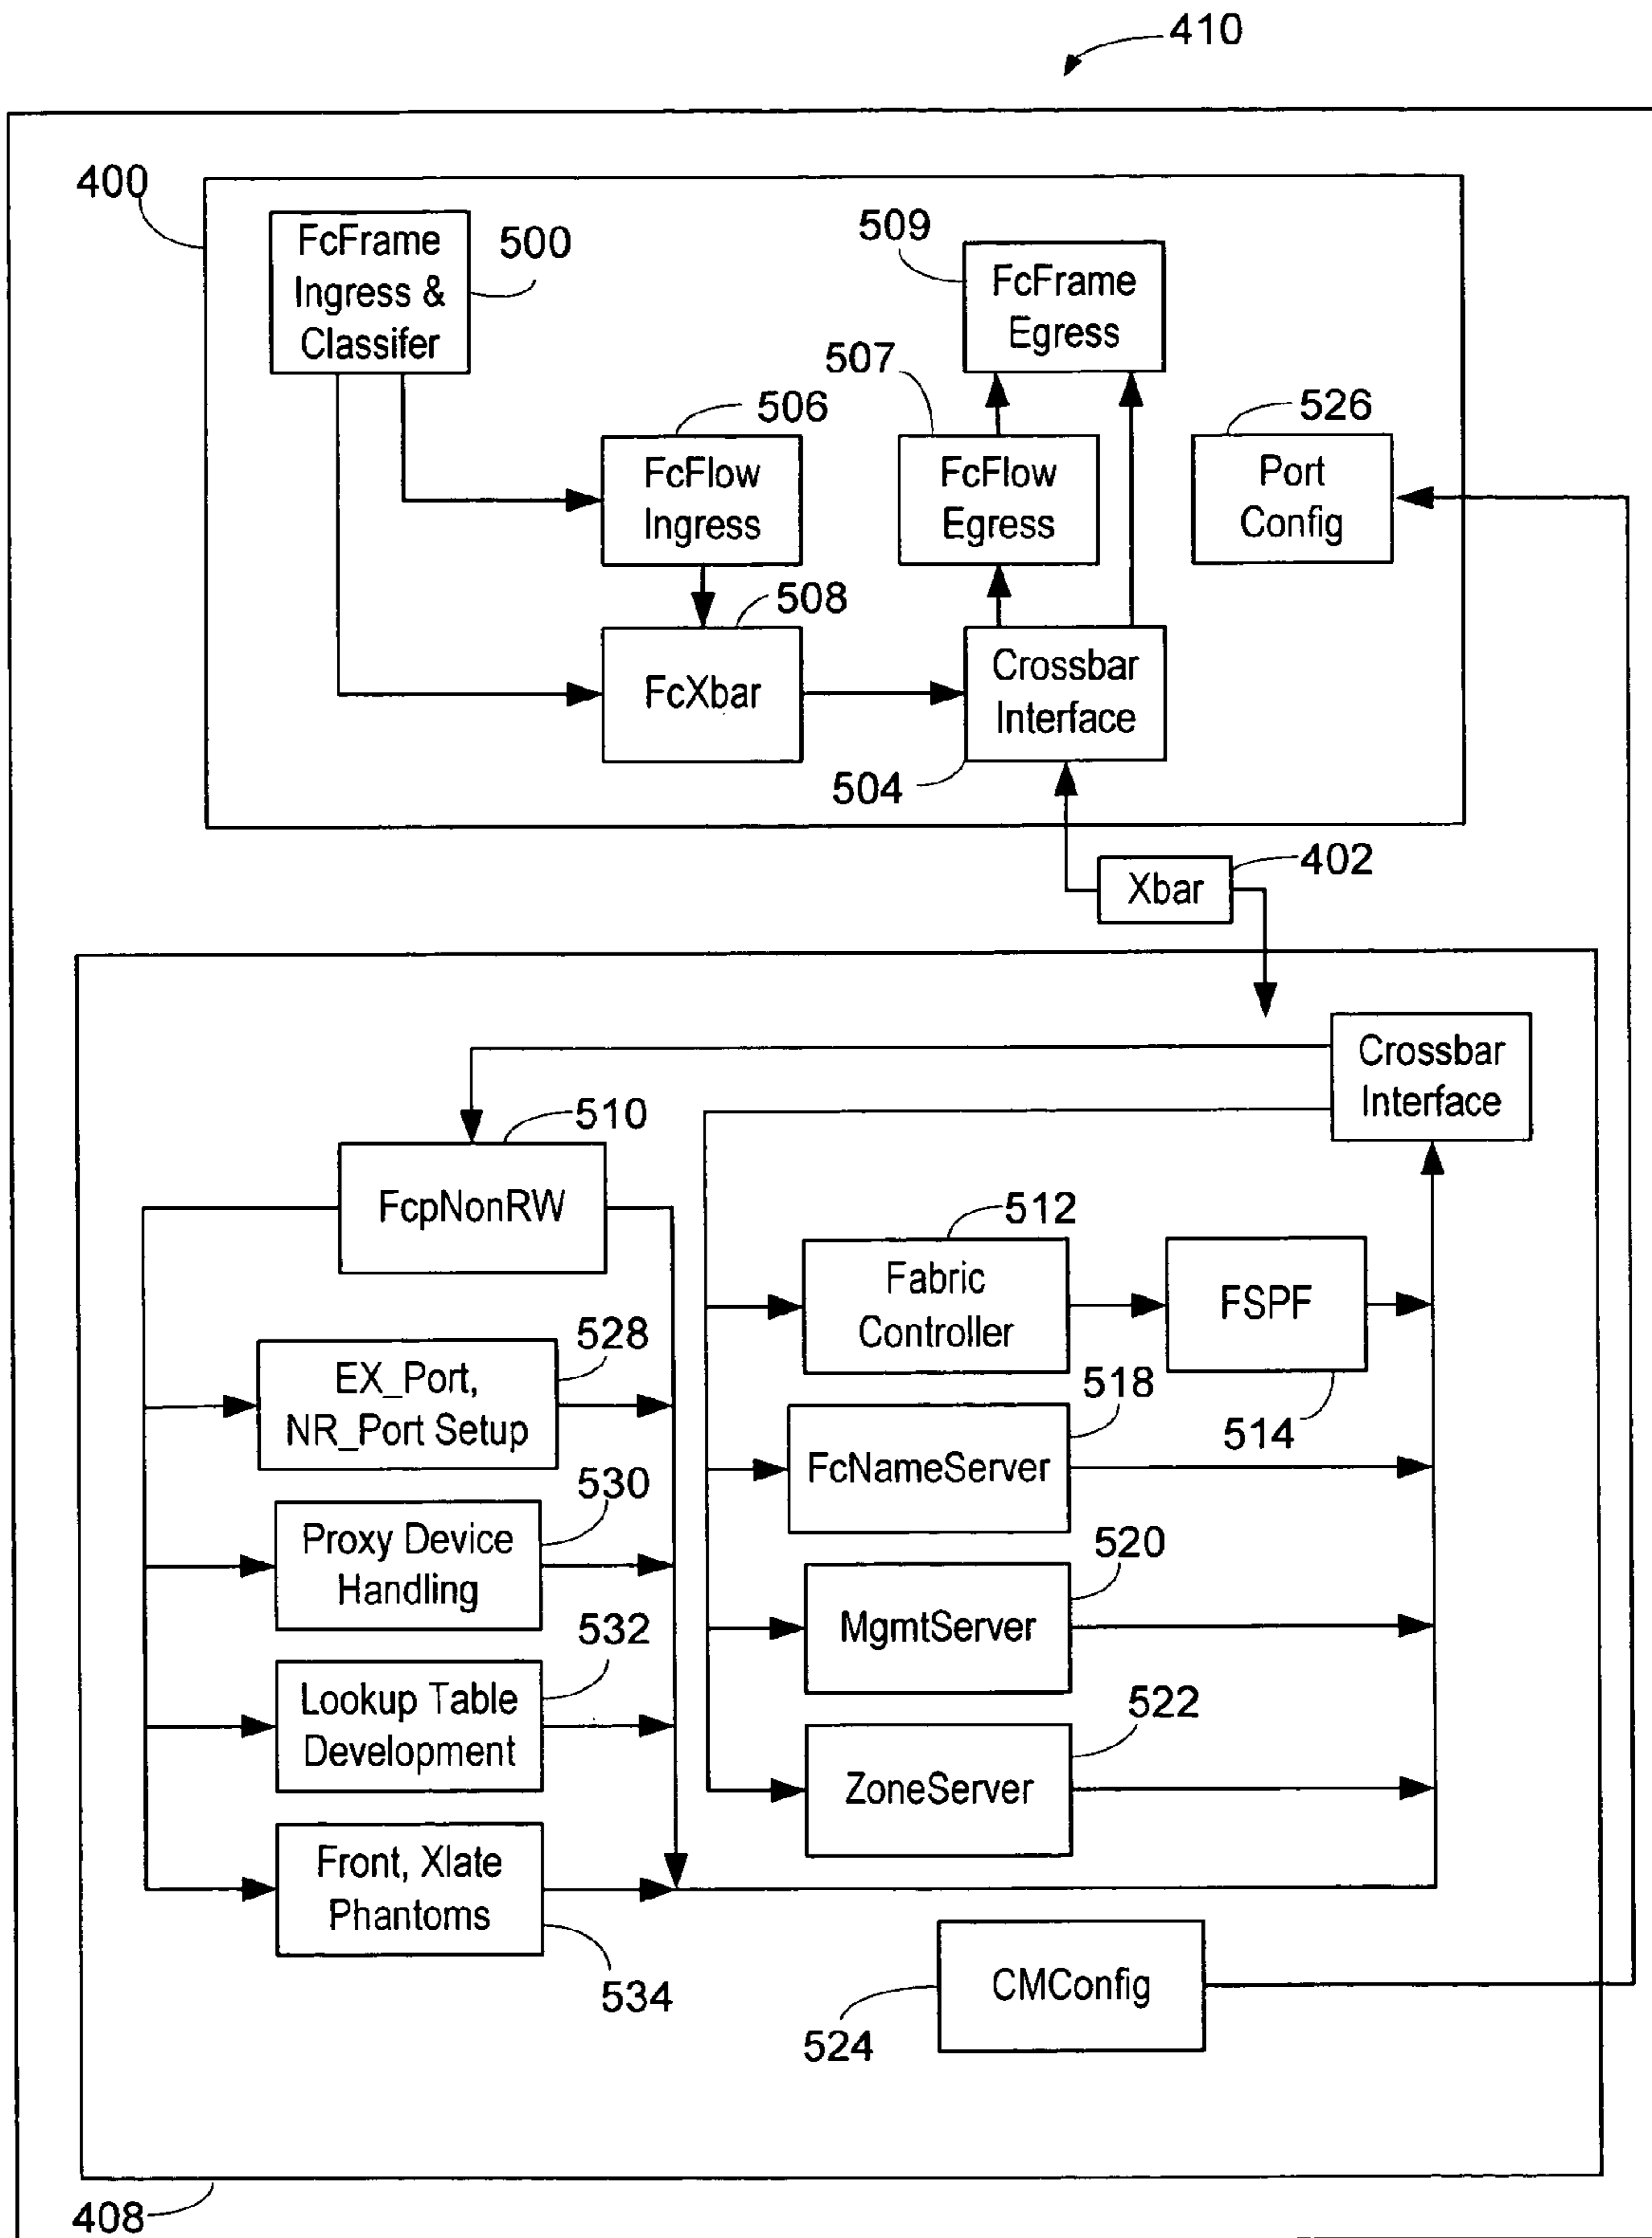 410
400
FcFrame
Ingress &
Classifer
500
509
FcFrame
Egress
507
506
526
FcFlow
Ingress
FcFlow
Egress
Port
Config
508
FcXbar
Crossbar
Interface
504
402
Xbar
Crossbar
Interface
510
FcpNonRW
512
Fabric
Controller
FSPF
528
EX_Port,
NR_Port Setup
518
514
FcNameServer
530
Proxy Device
Handling
520
MgmtServer
532
Lookup Table
Development
522
ZoneServer
Front, Xlate
Phantoms
534
CMConfig
524
408